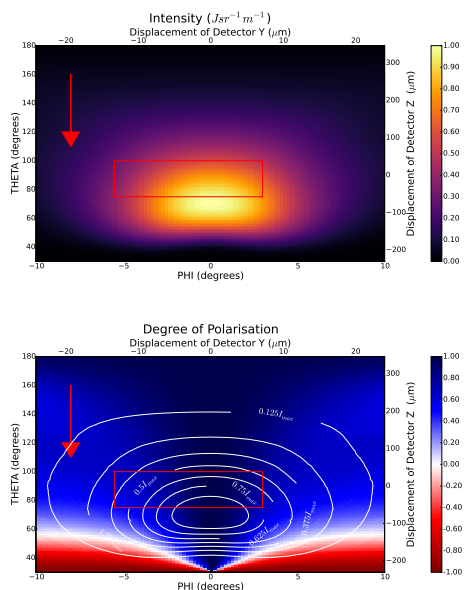 Intensity (Jsr⁻¹m⁻¹)
Displacement of Detector Y (μm)
−20 −10 0 10 20
180
160
140
120
100
80
60
40
THETA (degrees)
300
200
100
0
−100
−200
Displacement of Detector Z (μm)
1.00
0.90
0.80
0.70
0.60
0.50
0.40
0.30
0.20
0.10
0.00
−10 −5 0 5 10
PHI (degrees)
Degree of Polarisation
Displacement of Detector Y (μm)
−20 −10 0 10 20
180
160
140
120
100
80
60
40
THETA (degrees)
0.125I_max
0.5I_max
0.75I_max
0.375I_max
0.625I_max
300
200
100
0
−100
−200
Displacement of Detector Z (μm)
1.00
0.80
0.60
0.40
0.20
0.00
−0.20
−0.40
−0.60
−0.80
−1.00
−10 −5 0 5 10
PHI (degrees)